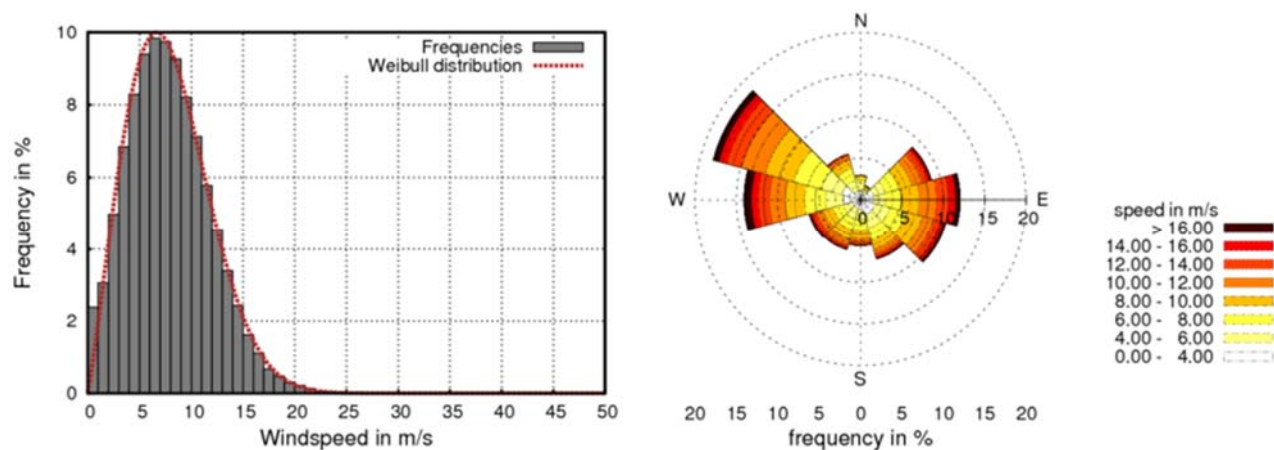 10
8
6
4
2
0
Frequency in %
Frequencies
Weibull distribution
0 5 10 15 20 25 30 35 40 45 50
Windspeed in m/s
N
W
E
S
0 5 10 15 20
20 15 10 5 0 5 10 15 20
frequency in %
speed in m/s
> 16.00
14.00 - 16.00
12.00 - 14.00
10.00 - 12.00
8.00 - 10.00
6.00 - 8.00
4.00 - 6.00
0.00 - 4.00